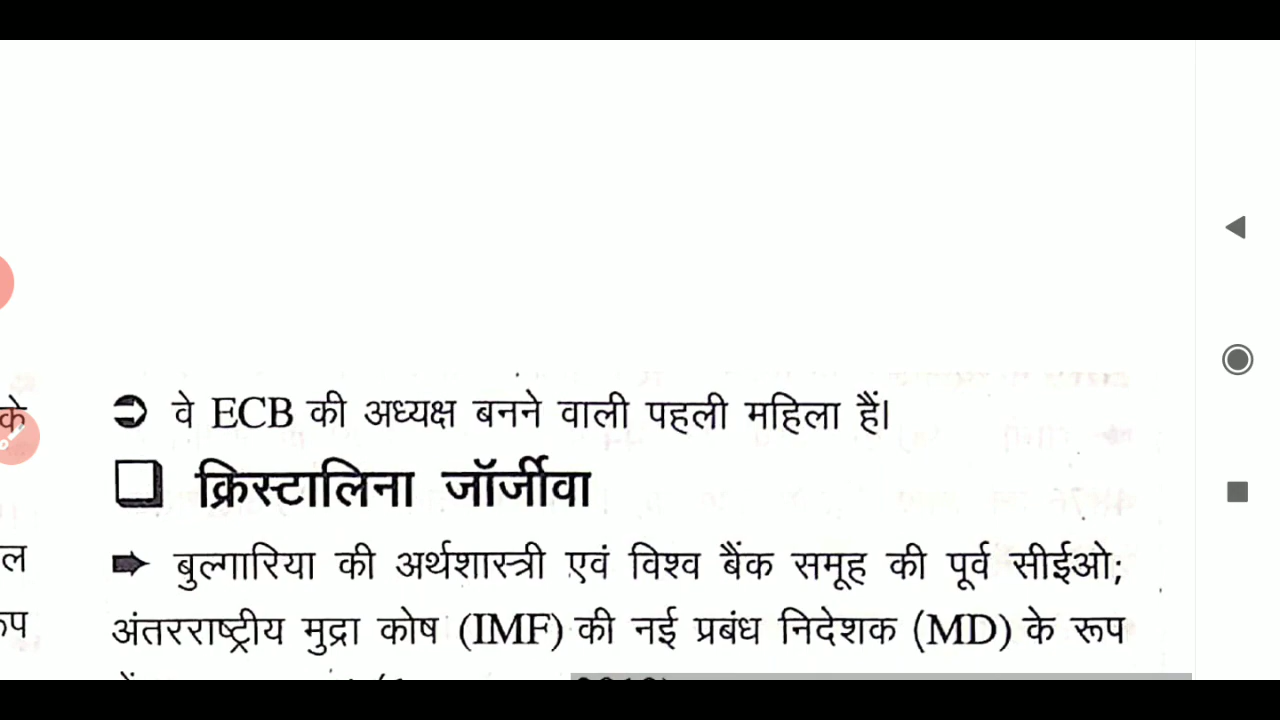 के
➲ वे ECB की अध्यक्ष बनने वाली पहली महिला हैं।
❑ क्रिस्टालिना जॉर्जीवा
ल
➡ बुल्गारिया की अर्थशास्त्री एवं विश्व बैंक समूह की पूर्व सीईओ;
रूप
अंतरराष्ट्रीय मुद्रा कोष (IMF) की नई प्रबंध निदेशक (MD) के रूप